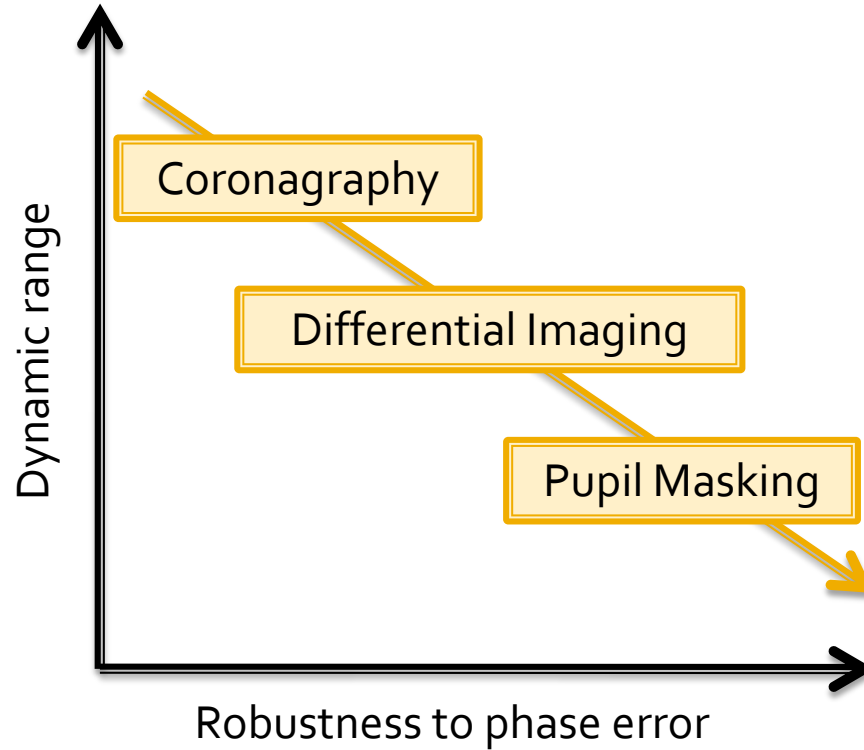 Dynamic range
Coronagraphy
Differential Imaging
Pupil Masking
Robustness to phase error